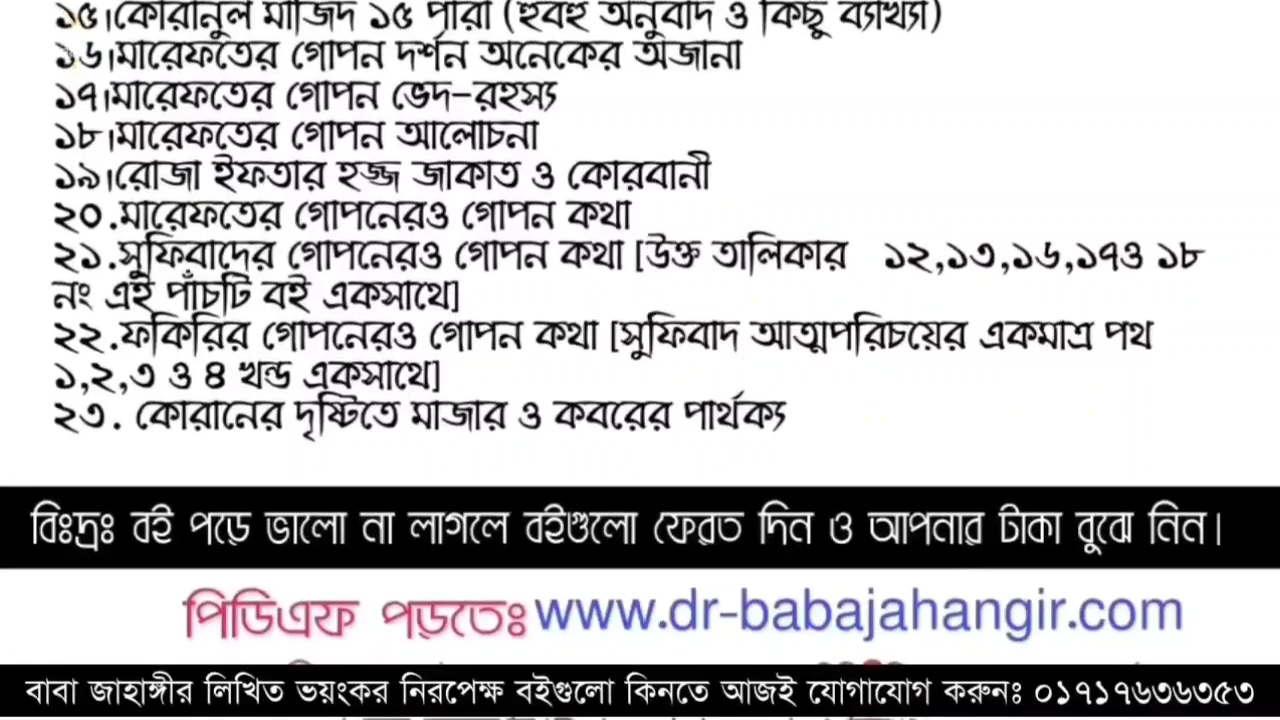 ১৫।কোরানুল মাজিদ ১৫ পারা (হুবহু অনুবাদ ও কিছু ব্যাখ্যা)
১৬।মারেফতের গোপন দর্শন অনেকের অজানা
১৭।মারেফতের গোপন ভেদ-রহস্য
১৮।মারেফতের গোপন আলোচনা
১৯।রোজা ইফতার হজ্জ জাকাত ও কোরবানী
২০.মারেফতের গোপনেরও গোপন কথা
২১.সুফিবাদের গোপনেরও গোপন কথা [উক্ত তালিকার ১২,১৩,১৬,১৭ও ১৮
নং এই পাঁচটি বই একসাথে]
২২.ফকিরির গোপনেরও গোপন কথা [সুফিবাদ আত্মপরিচয়ের একমাত্র পথ
১,২,৩ ও ৪ খন্ড একসাথে]
২৩. কোরানের দৃষ্টিতে মাজার ও কবরের পার্থক্য
বিঃদ্রঃ বই পড়ে ভালো না লাগলে বইগুলো ফেরত দিন ও আপনার টাকা বুঝে নিন।
পিডিএফ পড়তেঃ www.dr-babajahangir.com
বাবা জাহাঙ্গীর লিখিত ভয়ংকর নিরপেক্ষ বইগুলো কিনতে আজই যোগাযোগ করুনঃ ০১৭১৭৬৩৬৩৫৩